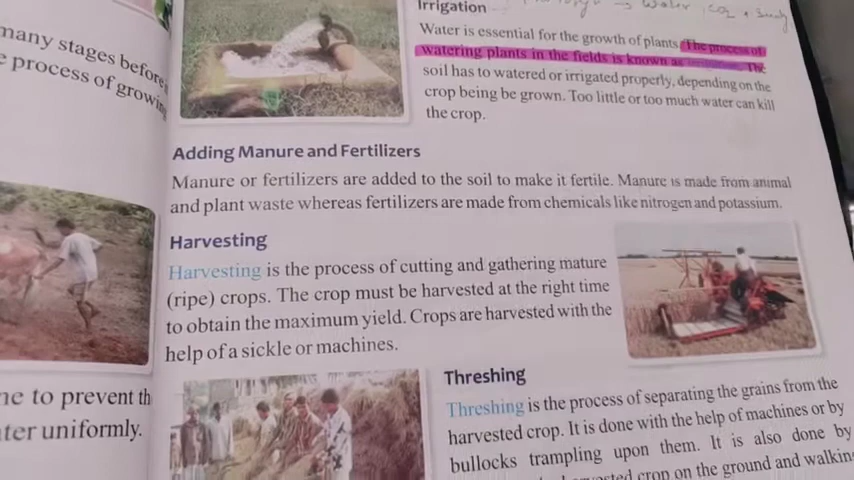 many stages before
e process of growing
ne to prevent th
ter uniformly.
Irrigation
Water is essential for the growth of plants. The process of
watering plants in the fields is known as irrigation. The
soil has to watered or irrigated properly, depending on the
crop being grown. Too little or too much water can kill
the crop.
Adding Manure and Fertilizers
Manure or fertilizers are added to the soil to make it fertile. Manure is made from animal
and plant waste whereas fertilizers are made from chemicals like nitrogen and potassium.
Harvesting
Harvesting is the process of cutting and gathering mature
(ripe) crops. The crop must be harvested at the right time
to obtain the maximum yield. Crops are harvested with the
help of a sickle or machines.
Threshing
Threshing is the process of separating the grains from the
harvested crop. It is done with the help of machines or by
bullocks trampling upon them. It is also done by
crop on the ground and walkin